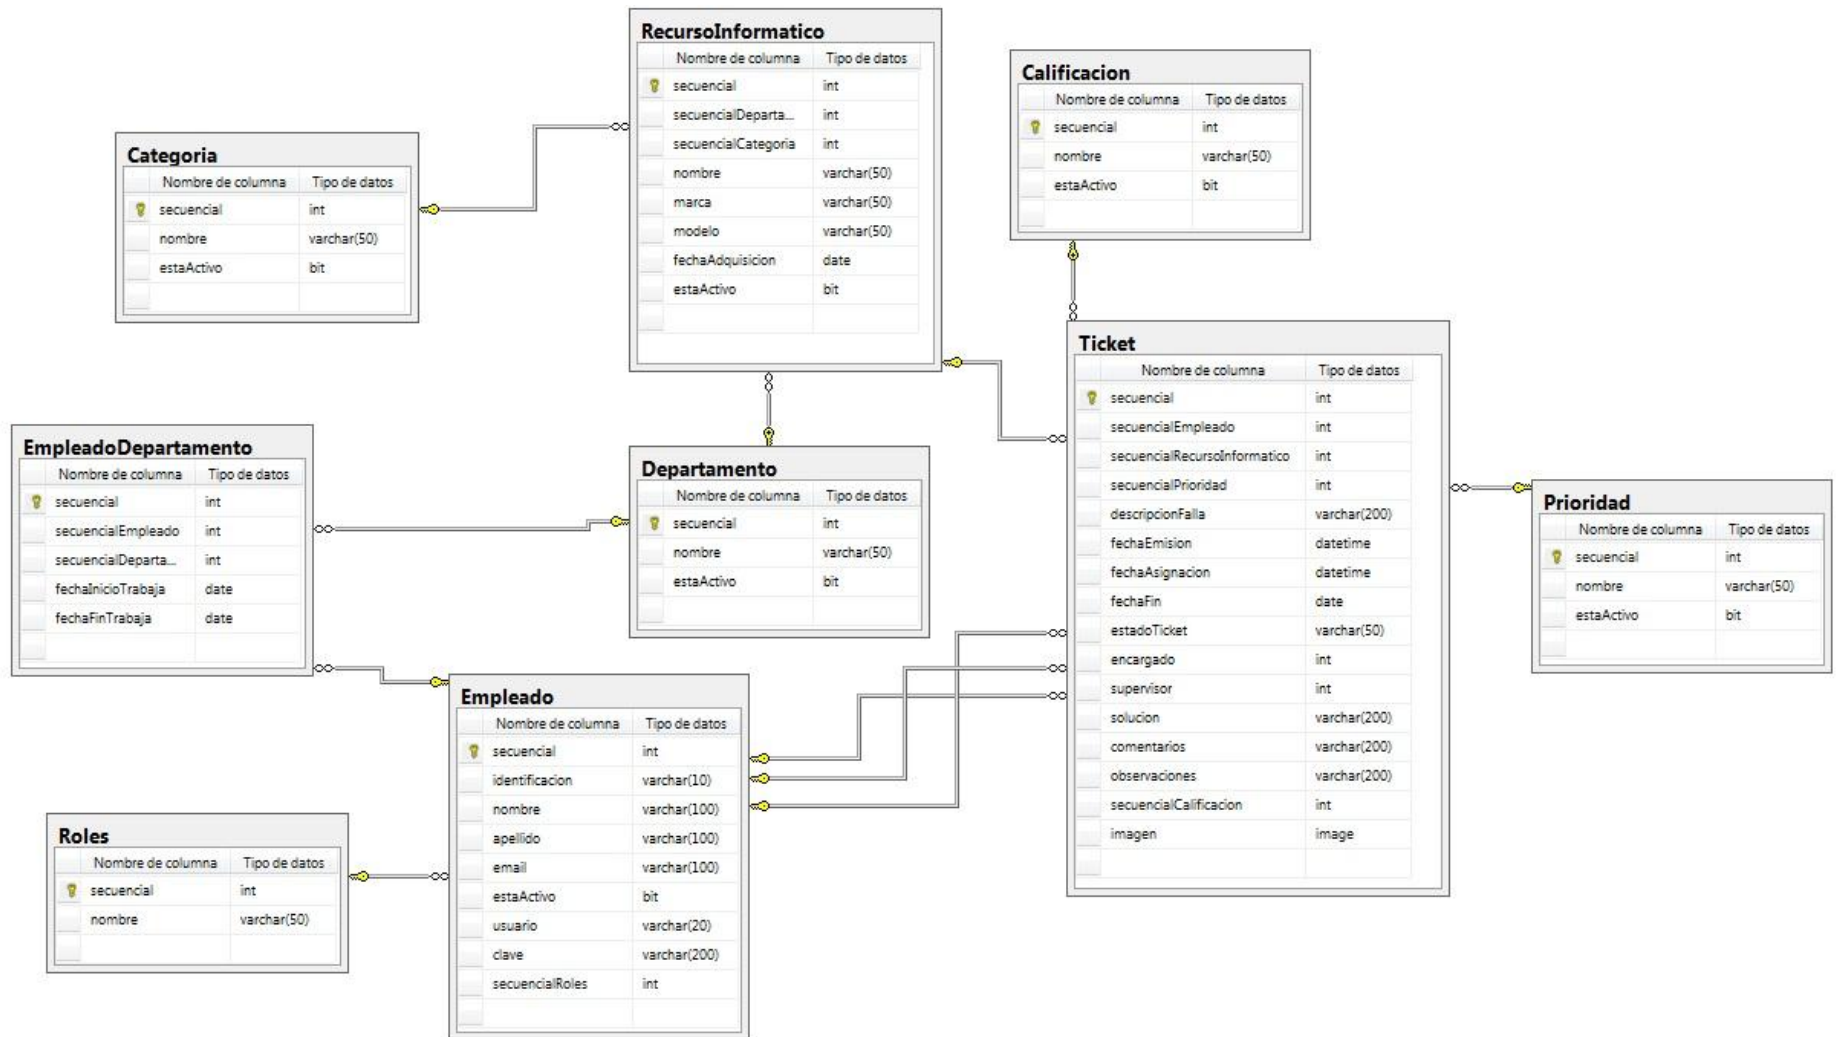 RecursoInformatico
Nombre de columna Tipo de datos
secuencial int
secuencialDeparta... int
secuencialCategoria int
nombre varchar(50)
marca varchar(50)
modelo varchar(50)
fechaAdquisicion date
estaActivo bit
Calificacion
Nombre de columna Tipo de datos
secuencial int
nombre varchar(50)
estaActivo bit
Categoria
Nombre de columna Tipo de datos
secuencial int
nombre varchar(50)
estaActivo bit
Ticket
Nombre de columna Tipo de datos
secuencial int
secuencialEmpleado int
secuencialRecursoInformatico int
secuencialPrioridad int
descripcionFalla varchar(200)
fechaEmision datetime
fechaAsignacion datetime
fechaFin date
estadoTicket varchar(50)
encargado int
supervisor int
solucion varchar(200)
comentarios varchar(200)
observaciones varchar(200)
secuencialCalificacion int
imagen image
EmpleadoDepartamento
Nombre de columna Tipo de datos
secuencial int
secuencialEmpleado int
secuencialDeparta... int
fechaInicioTrabaja date
fechaFinTrabaja date
Departamento
Nombre de columna Tipo de datos
secuencial int
nombre varchar(50)
estaActivo bit
Prioridad
Nombre de columna Tipo de datos
secuencial int
nombre varchar(50)
estaActivo bit
Empleado
Nombre de columna Tipo de datos
secuencial int
identificacion varchar(10)
nombre varchar(100)
apellido varchar(100)
email varchar(100)
estaActivo bit
usuario varchar(20)
clave varchar(200)
secuencialRoles int
Roles
Nombre de columna Tipo de datos
secuencial int
nombre varchar(50)